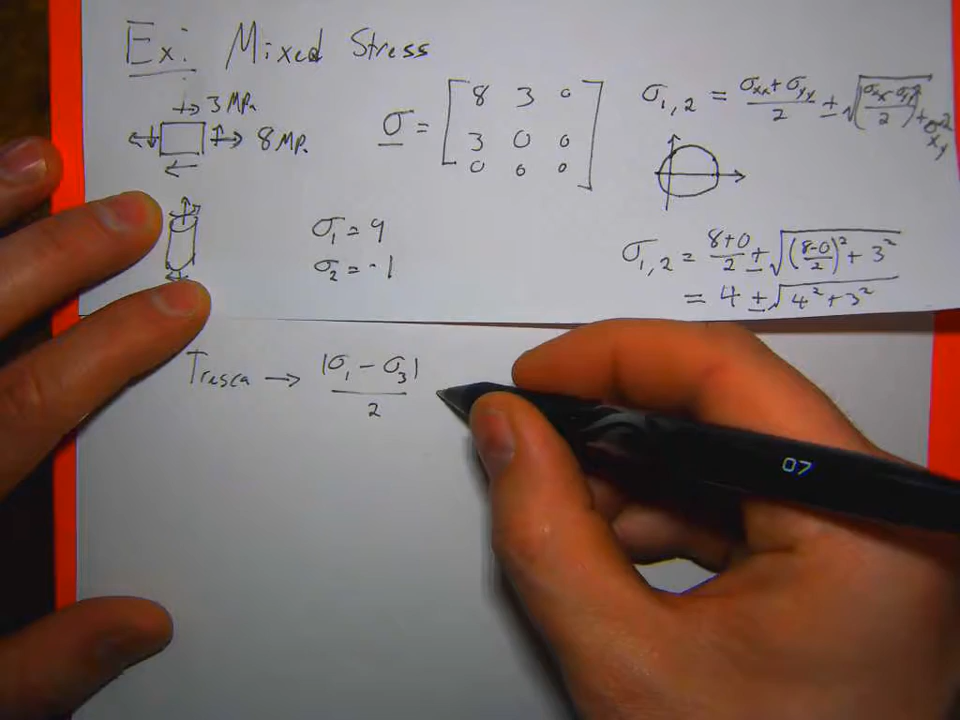 Ex: Mixed Stress
3 MPa
8 MPa
σ = [8 3 0
3 0 0
0 0 0]
σ1,2 = (σxx + σyy)/2 ± √((σxx - σyy)/2)² + σxy²
σ1 = 9
σ2 = -1
σ1,2 = (8+0)/2 ± √((8-0)/2)² + 3²
= 4 ± √4² + 3²
Tresca → |σ1 - σ3|/2
07